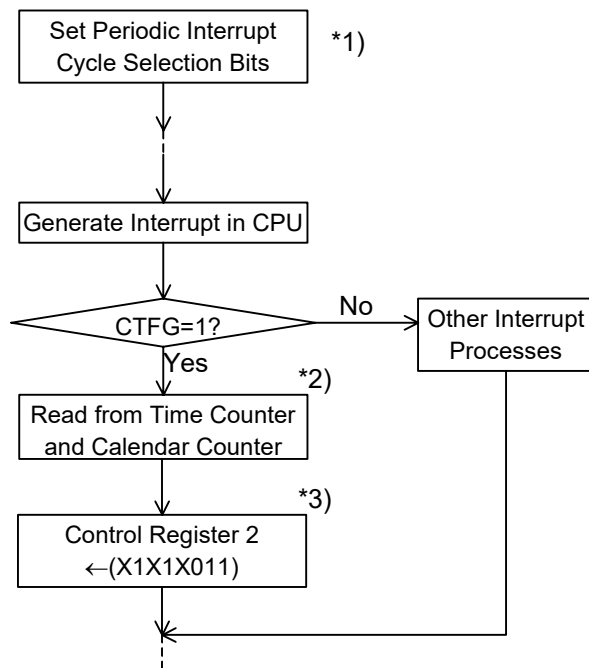 Set Periodic Interrupt
Cycle Selection Bits
*1)
Generate Interrupt in CPU
CTFG=1?
No
Other Interrupt
Processes
Yes
*2)
Read from Time Counter
and Calendar Counter
*3)
Control Register 2
←(X1X1X011)